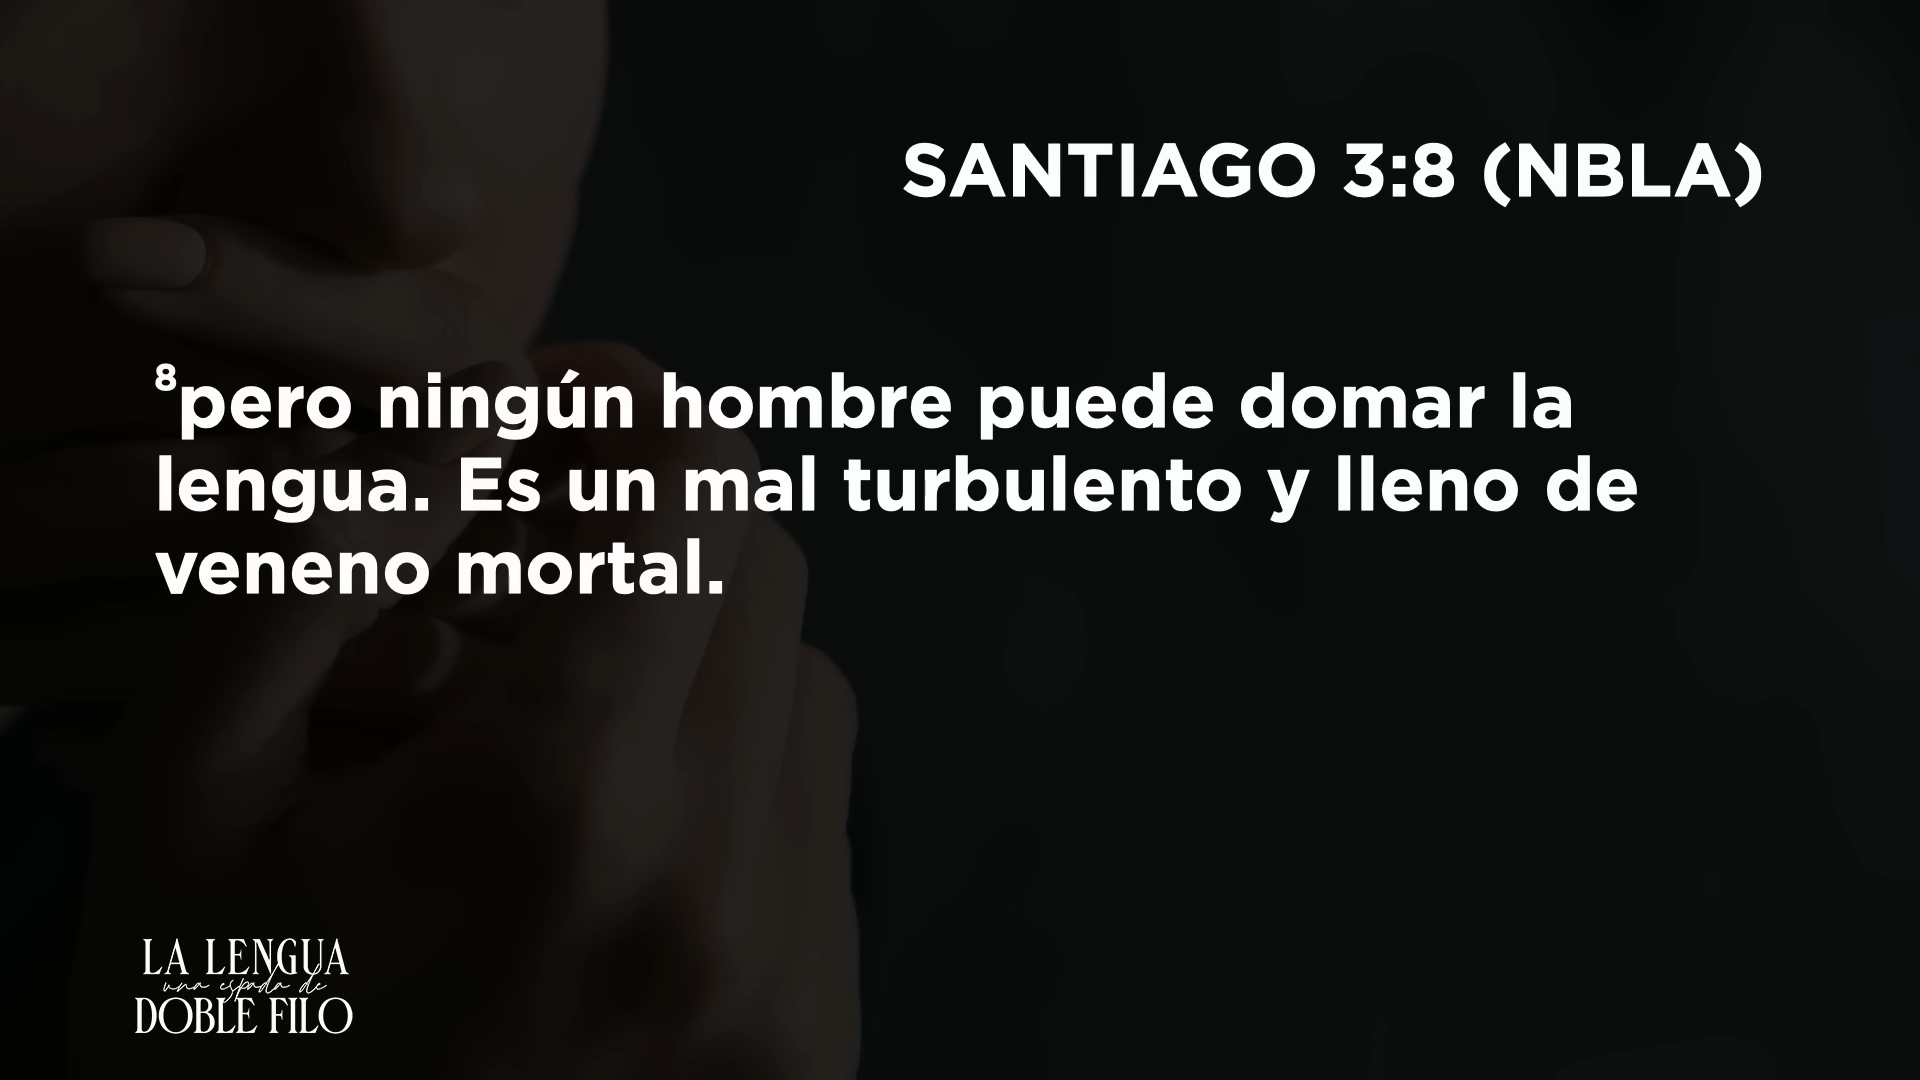 SANTIAGO 3:8 (NBLA)
⁸pero ningún hombre puede domar la
lengua. Es un mal turbulento y lleno de
veneno mortal.
LA LENGUA
una espada de
DOBLE FILO